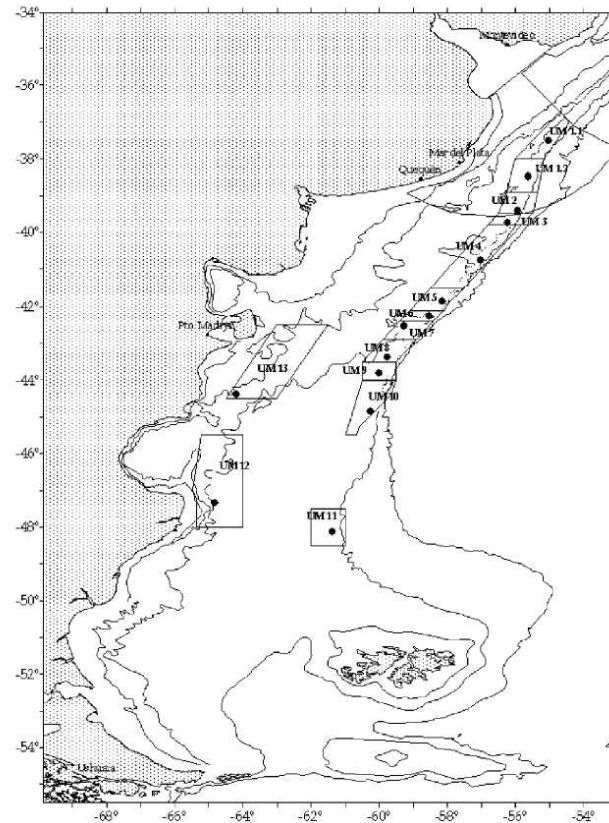 -34°
Montevideo
-36°
UM 1.1
Mar del Plata
-38°
Quequén
UM 1.2
UM 2
UM 3
-40°
UM 4
UM 5
-42°
UM 6
Pto. Madryn
UM 7
UM 8
UM 13
UM 9
-44°
UM 10
-46°
UM 12
UM 11
-48°
-50°
-52°
-54°
Ushuaia
-68° -66° -64° -62° -60° -58° -56° -54°